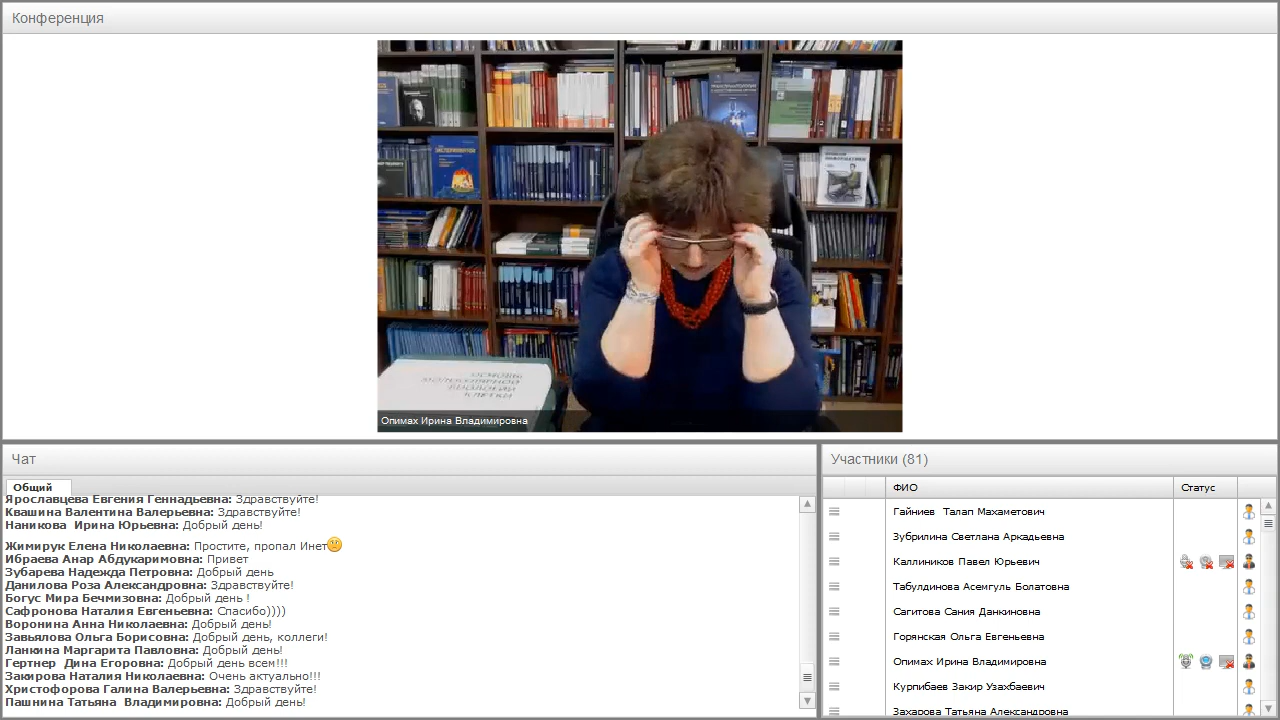 Конференция
ОСНОВЫ
МОЛЕКУЛЯРНОЙ
БИОЛОГИИ
КЛЕТКИ
Опимах Ирина Владимировна
Чат
Общий
Ярославцева Евгения Геннадьевна: Здравствуйте!
Квашина Валентина Валерьевна: Здравствуйте!
Наникова Ирина Юрьевна: Добрый день!
Жимирук Елена Николаевна: Простите, пропал Инет
Ибраева Анар Абдукаримовна: Привет
Зубарева Надежда Петровна: Добрый день
Данилова Роза Александровна: Здравствуйте!
Богус Мира Бечмизовна: Добрый день !
Сафронова Наталия Евгеньевна: Спасибо))))
Воронина Анна Николаевна: Добрый день!
Завьялова Ольга Борисовна: Добрый день, коллеги!
Ланкина Маргарита Павловна: Добрый день!
Гертнер Дина Егоровна: Добрый день всем!!!
Закирова Наталия Николаевна: Очень актуально!!!
Христофорова Галина Валерьевна: Здравствуйте!
Пашнина Татьяна Владимировна: Добрый день!
Участники (81)
ФИО Статус
Гайниев Талап Махаметович
Зубрилина Светлана Аркадьевна
Каллиников Павел Юрьевич
Табулдинова Асемгуль Болатовна
Сагитова Сания Данкиновна
Горянская Ольга Евгеньевна
Опимах Ирина Владимировна
Курпибаев Закир Узакбаевич
Захарова Татьяна Александровна